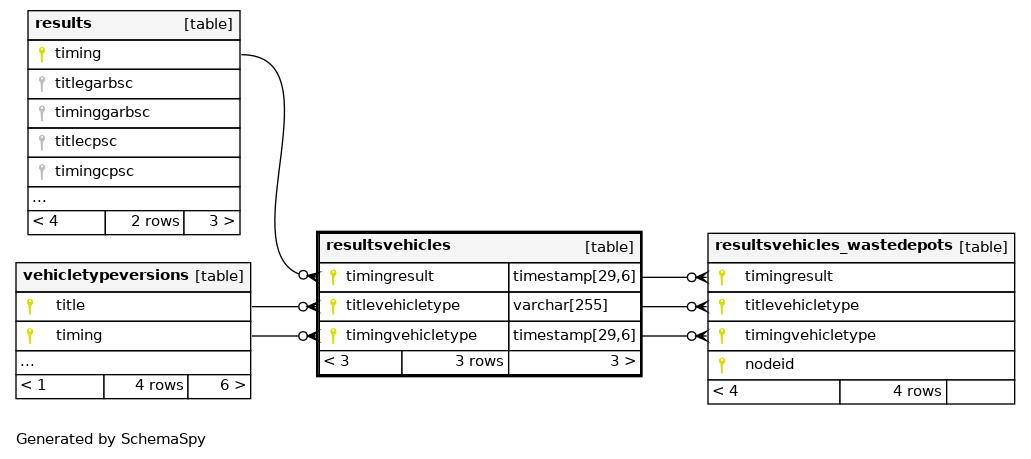 results [table]
timing
titlegarbsc
timinggarbsc
titlecpsc
timingcpsc
...
< 4 2 rows 3 >
vehicletypeversions [table]
title
timing
...
< 1 4 rows 6 >
resultsvehicles [table]
timingresult timestamp[29,6]
titlevehicletype varchar[255]
timingvehicletype timestamp[29,6]
< 3 3 rows 3 >
resultsvehicles_wastedepots [table]
timingresult
titlevehicletype
timingvehicletype
nodeid
< 4 4 rows
Generated by SchemaSpy